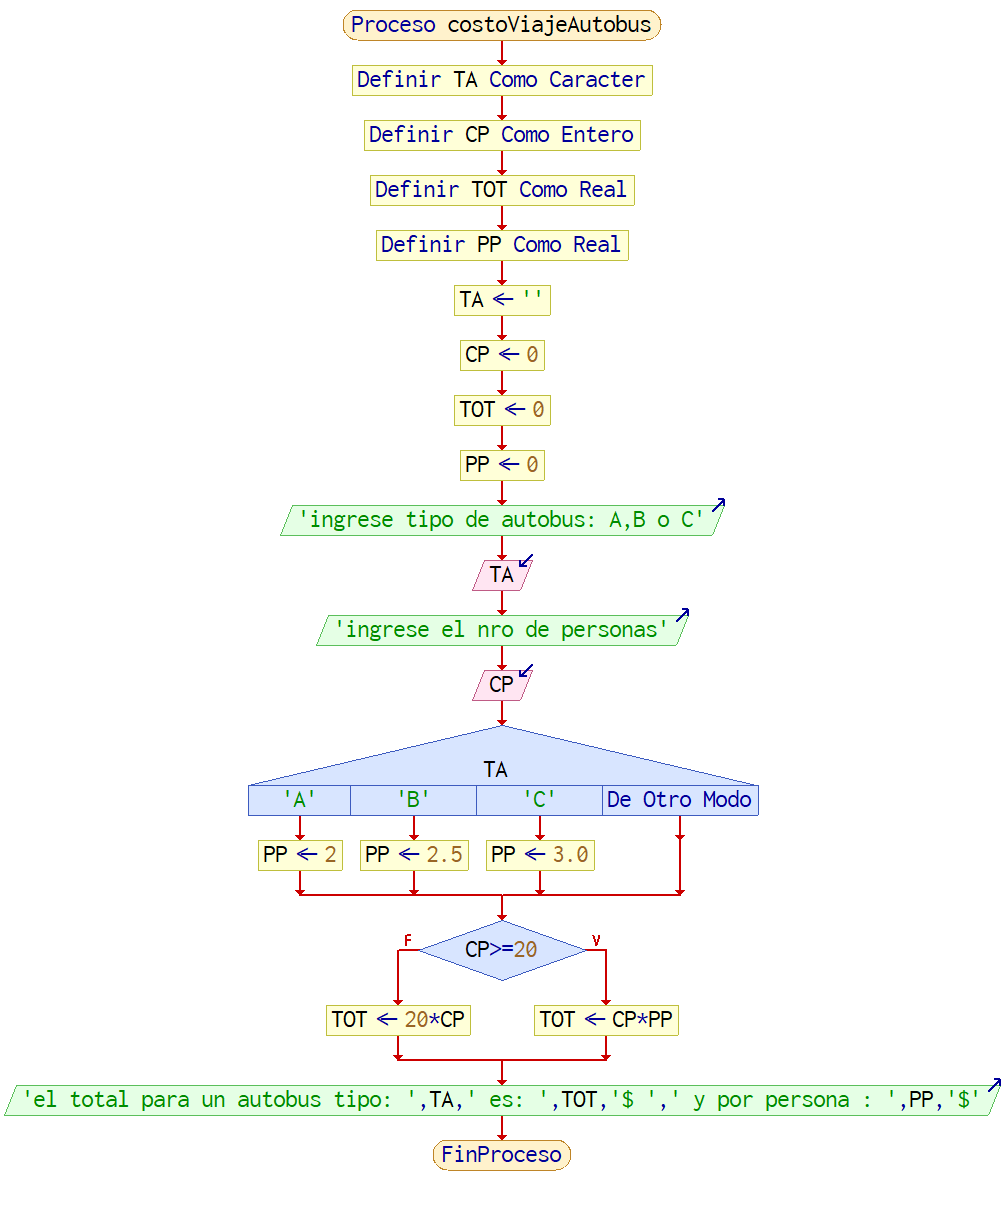 Proceso costoViajeAutobus
Definir TA Como Caracter
Definir CP Como Entero
Definir TOT Como Real
Definir PP Como Real
TA ← ''
CP ← 0
TOT ← 0
PP ← 0
'ingrese tipo de autobus: A,B o C'
TA
'ingrese el nro de personas'
CP
TA
'A' 'B' 'C' De Otro Modo
PP ← 2 PP ← 2.5 PP ← 3.0
F V
CP>=20
TOT ← 20*CP TOT ← CP*PP
'el total para un autobus tipo: ',TA,' es: ',TOT,'$ ',' y por persona : ',PP,'$'
FinProceso